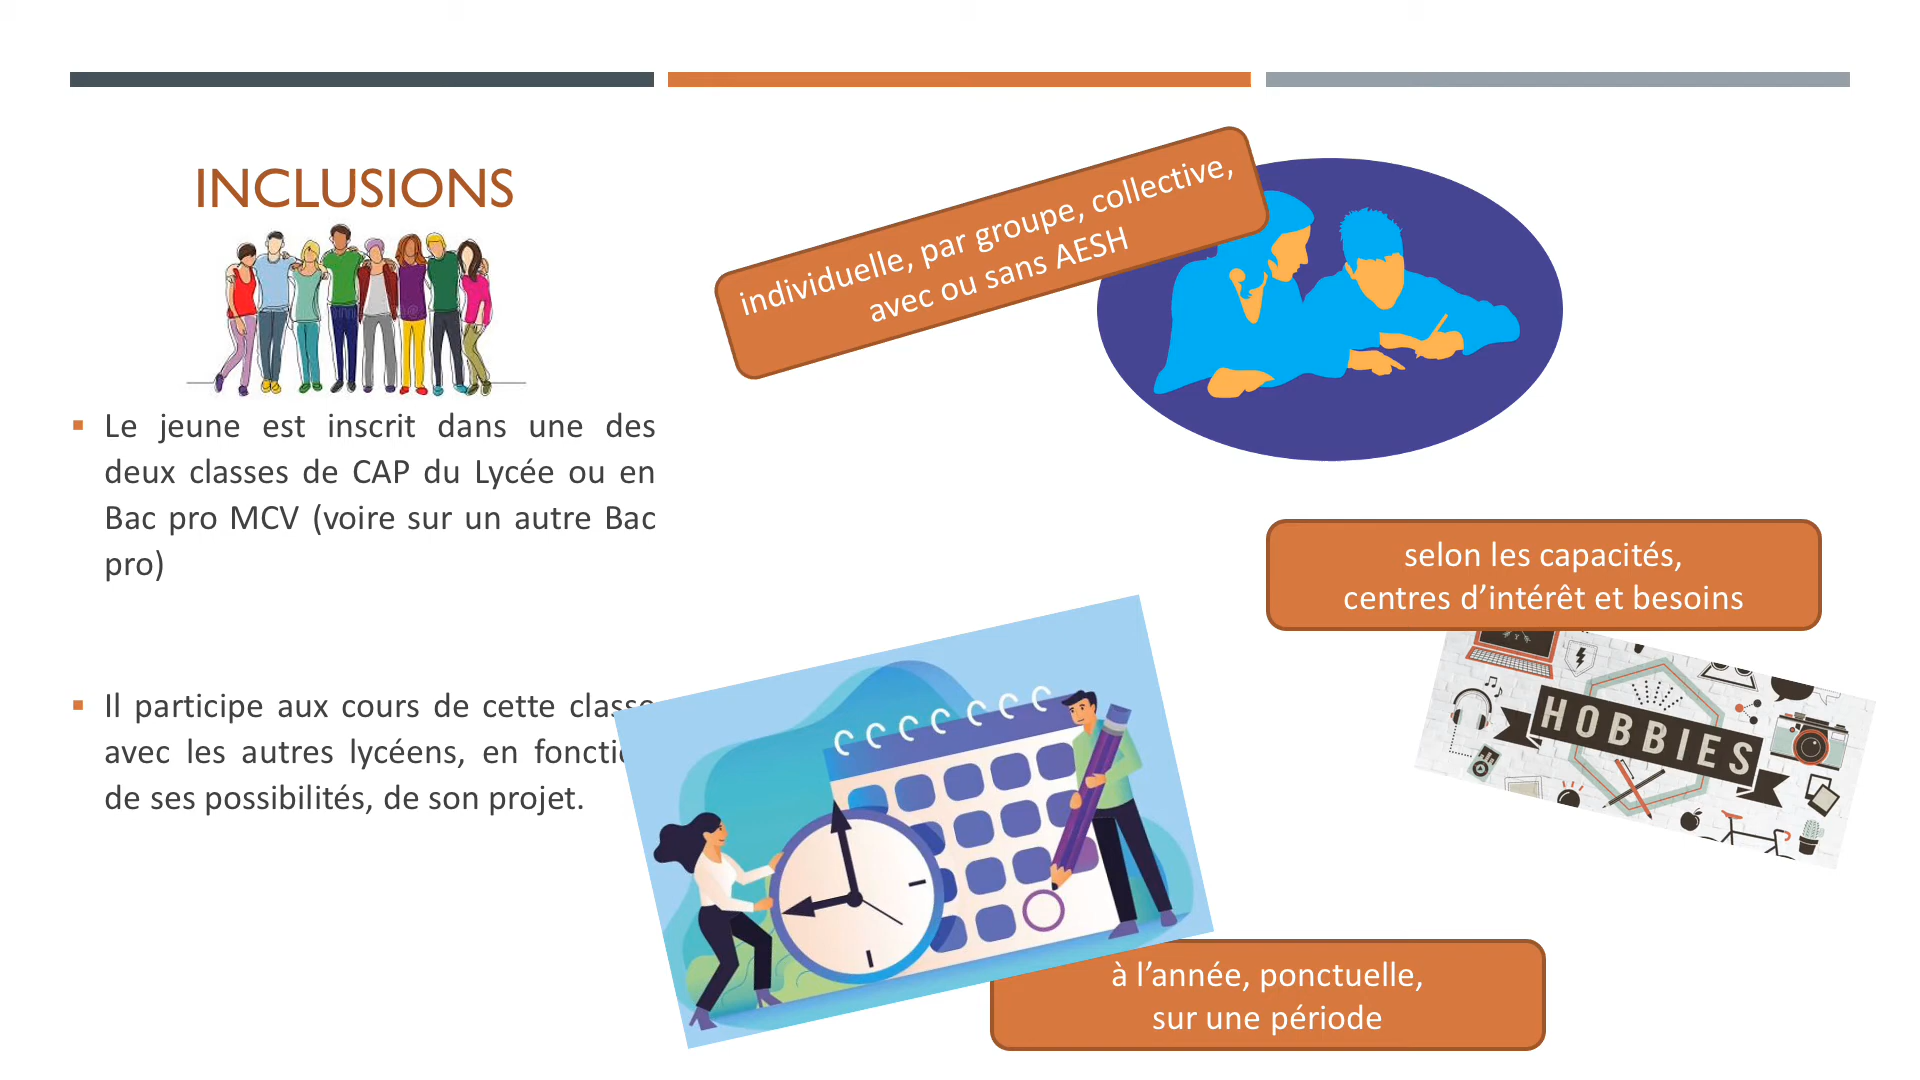 INCLUSIONS
Le jeune est inscrit dans une des
deux classes de CAP du Lycée ou en
Bac pro MCV (voire sur un autre Bac
pro)
Il participe aux cours de cette classe
avec les autres lycéens, en fonction
de ses possibilités, de son projet.
individuelle, par groupe, collective,
avec ou sans AESH
selon les capacités,
centres d’intérêt et besoins
HOBBIES
à l’année, ponctuelle,
sur une période